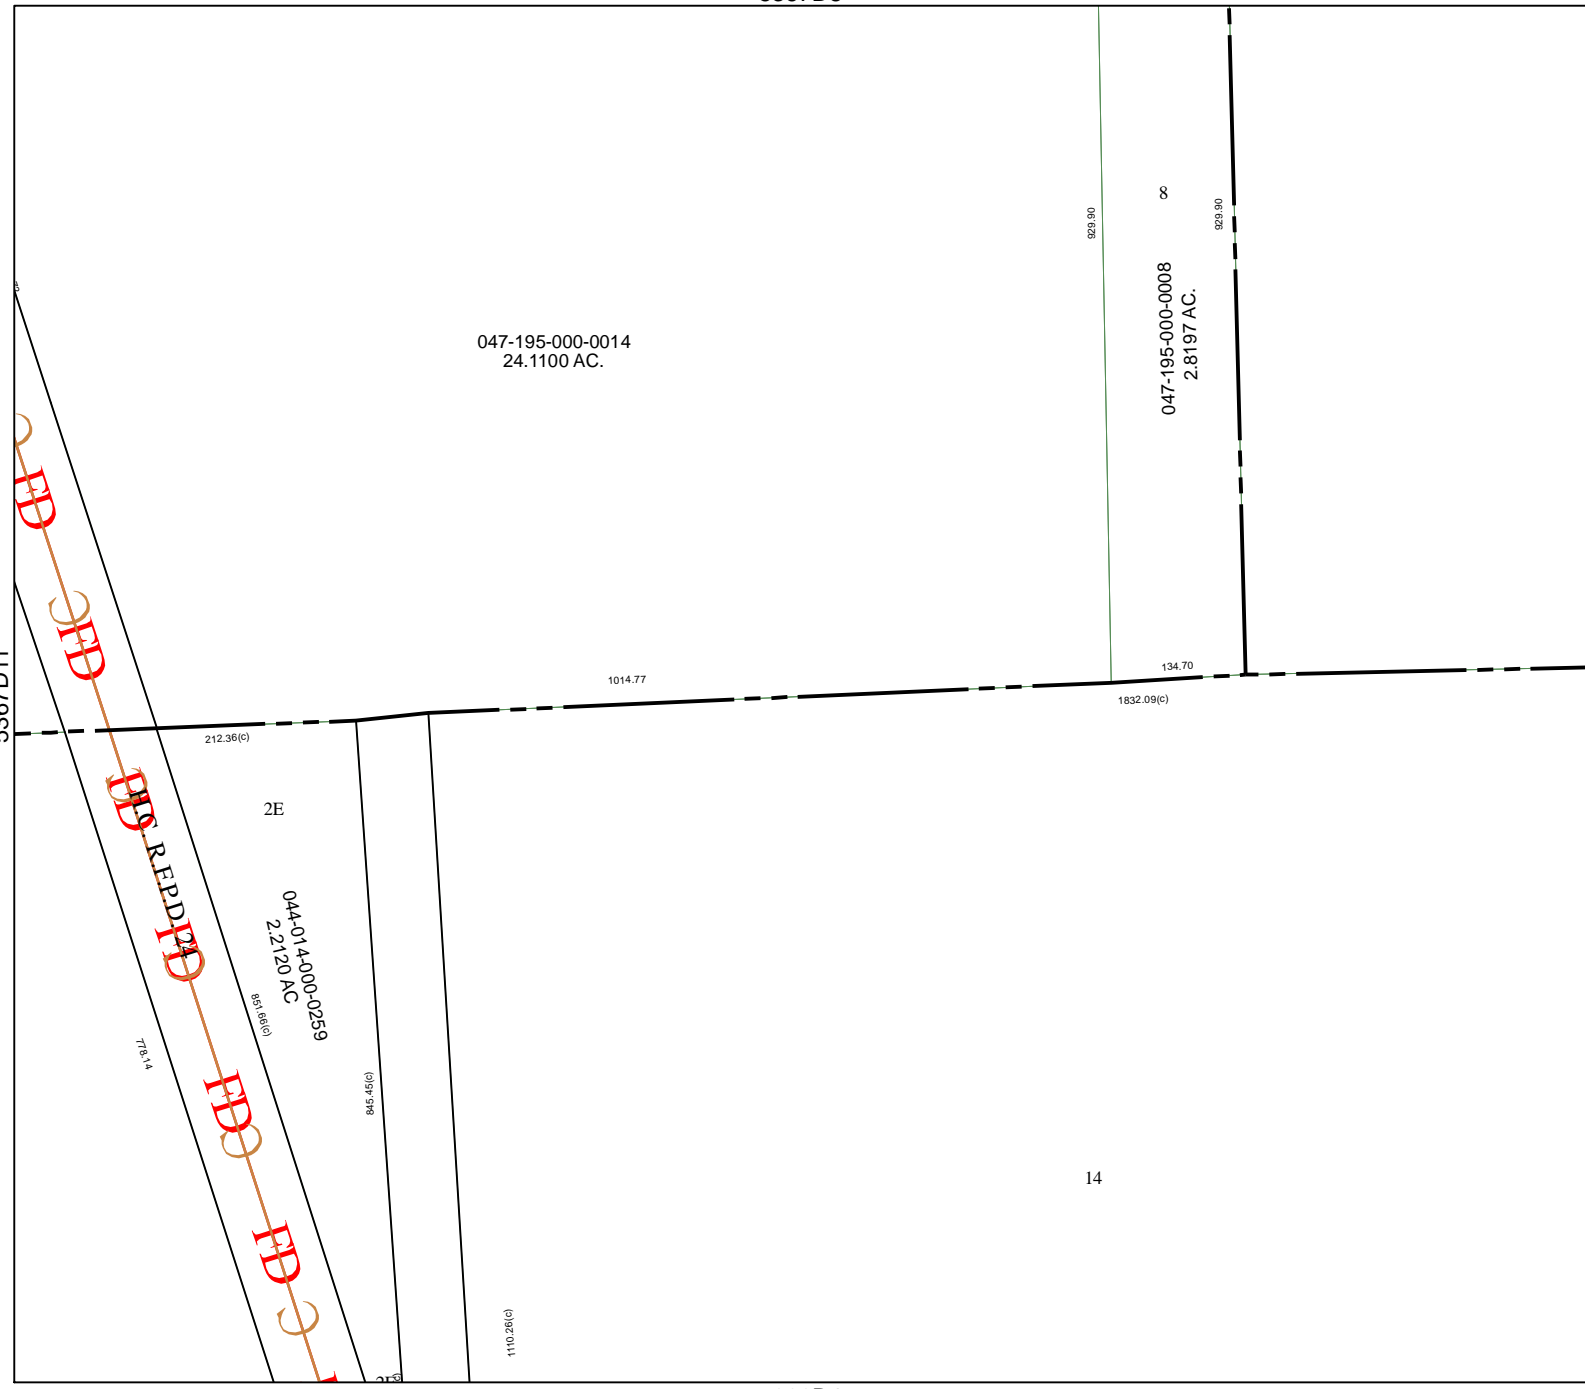 8
929.90
929.90
047-195-000-0008
2.8197 AC.
047-195-000-0014
24.1100 AC.
C
FD
C
FD
1014.77
134.70
1832.09(c)
212.36(c)
2E
C
FD
H.C. R.F.P.D. 24
FD
C
044-014-000-0259
2.2120 AC
851.66(c)
778.14
845.45(c)
FD
C
14
FD
C
1110.26(c)